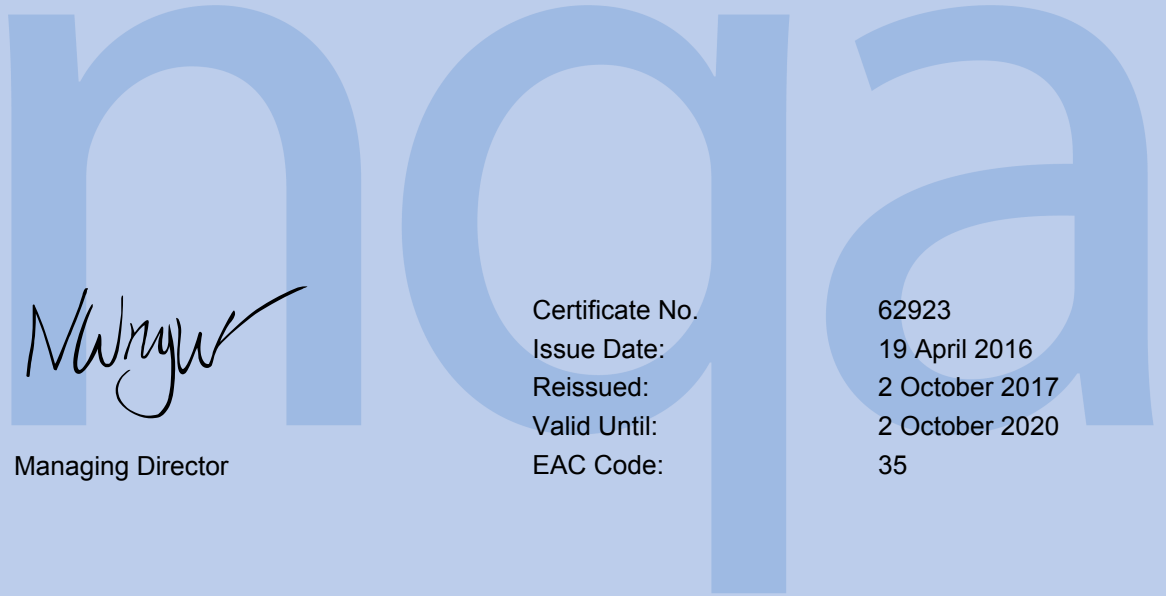 nqa
Certificate No. 62923
Issue Date: 19 April 2016
Reissued: 2 October 2017
Valid Until: 2 October 2020
EAC Code: 35
Managing Director